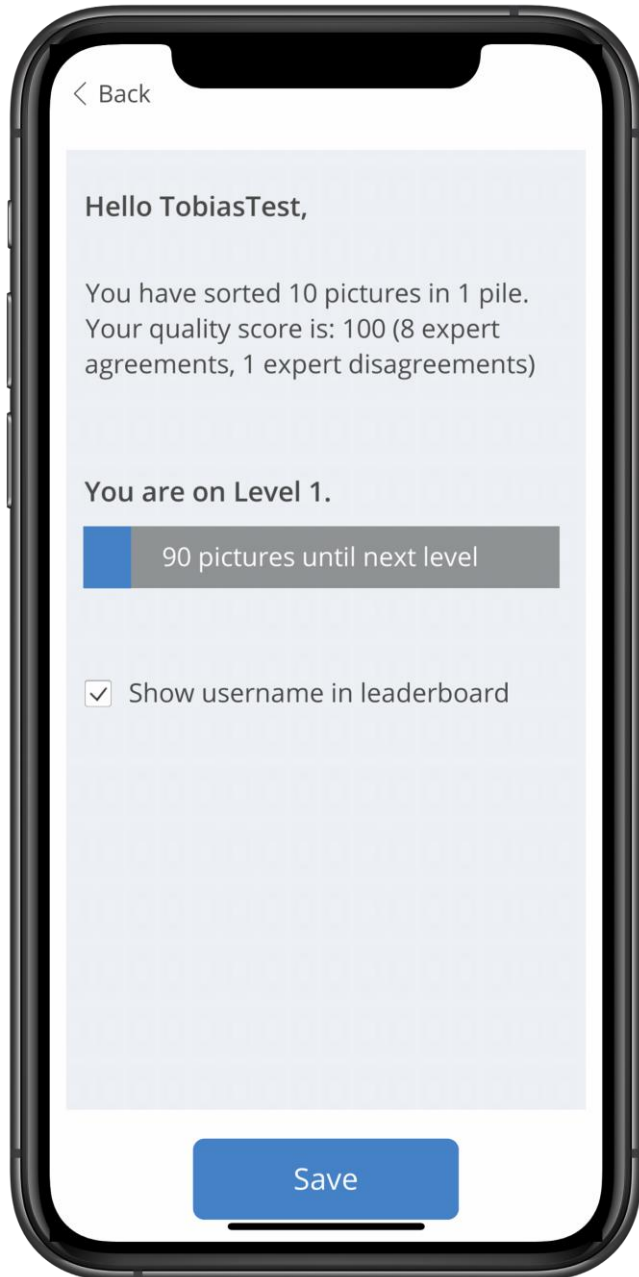 Back
Hello TobiasTest,
You have sorted 10 pictures in 1 pile.
Your quality score is: 100 (8 expert
agreements, 1 expert disagreements)
You are on Level 1.
90 pictures until next level
Show username in leaderboard
Save